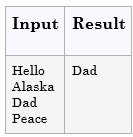 Input Result
Hello Dad
Alaska
Dad
Peace